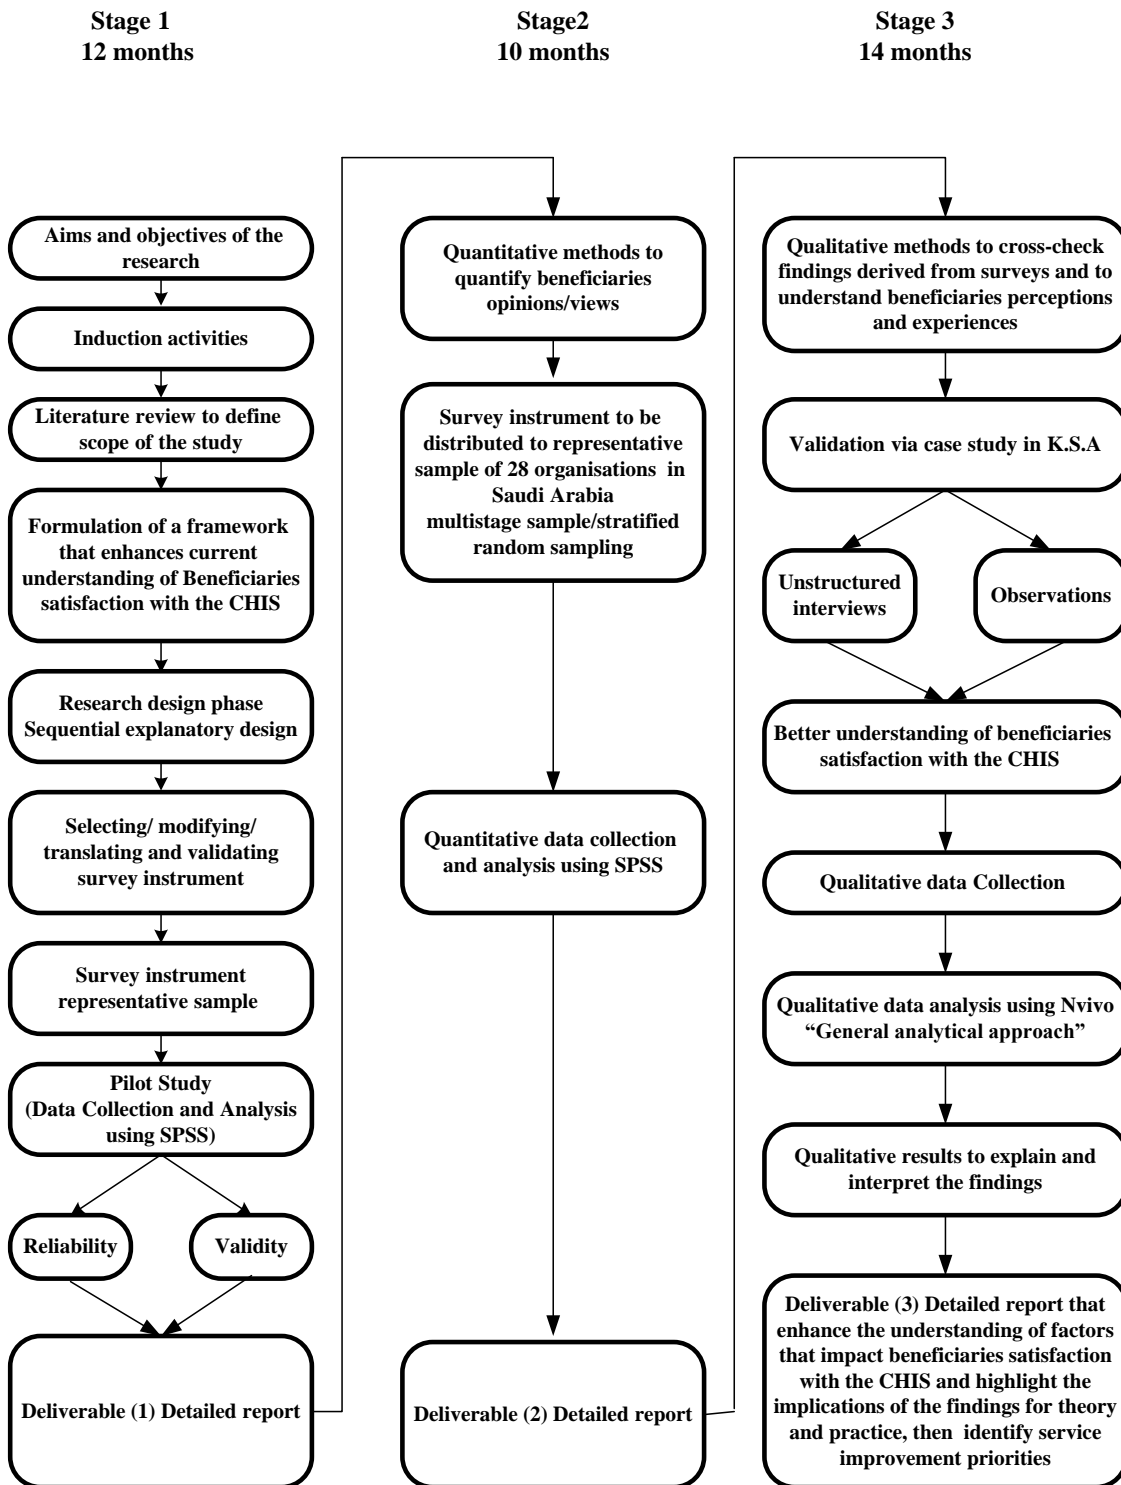 Stage 1
12 months
Aims and objectives of the
research
Induction activities
Literature review to define
scope of the study
Formulation of a framework
that enhances current
understanding of Beneficiaries
satisfaction with the CHIS
Research design phase
Sequential explanatory design
Selecting/ modifying/
translating and validating
survey instrument
Survey instrument
representative sample
Pilot Study
(Data Collection and Analysis
using SPSS)
Reliability
Validity
Deliverable (1) Detailed report
Stage2
10 months
Quantitative methods to
quantify beneficiaries
opinions/views
Survey instrument to be
distributed to representative
sample of 28 organisations  in
Saudi Arabia
multistage sample/stratified
random sampling
Quantitative data collection
and analysis using SPSS
Deliverable (2) Detailed report
Stage 3
14 months
Qualitative methods to cross-check
findings derived from surveys and to
understand beneficiaries perceptions
and experiences
Validation via case study in K.S.A
Unstructured
interviews
Observations
Better understanding of beneficiaries
satisfaction with the CHIS
Qualitative data Collection
Qualitative data analysis using Nvivo
“General analytical approach”
Qualitative results to explain and
interpret the findings
Deliverable (3) Detailed report that
enhance the understanding of factors
that impact beneficiaries satisfaction
with the CHIS and highlight the
implications of the findings for theory
and practice, then  identify service
improvement priorities